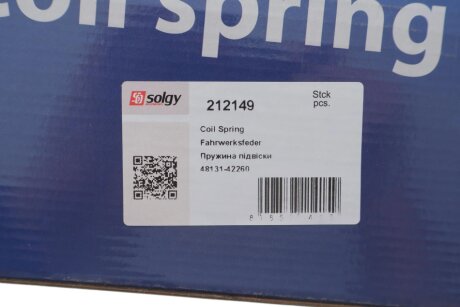 coil spring
solgy
212149
Stck
pcs.
Coil Spring
Fahrwerksfeder
Пружина підвіски
48131-42260